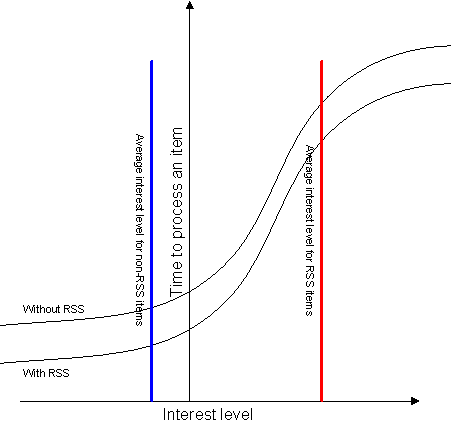 Average interest level for non-RSS items
Time to process an item
Average interest level for RSS items
Without RSS
With RSS
Interest level